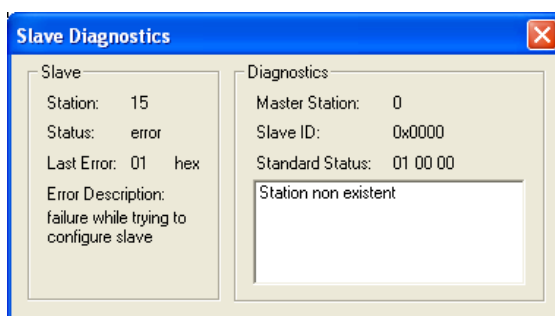 Slave Diagnostics
Slave
Station: 15
Status: error
Last Error: 01 hex
Error Description:
failure while trying to
configure slave
Diagnostics
Master Station: 0
Slave ID: 0x0000
Standard Status: 01 00 00
Station non existent